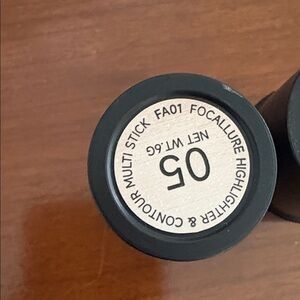 FOCALLURE HIGHLIGHTER & CONTOUR MULTI STICK FA01
05
NET WT.6G